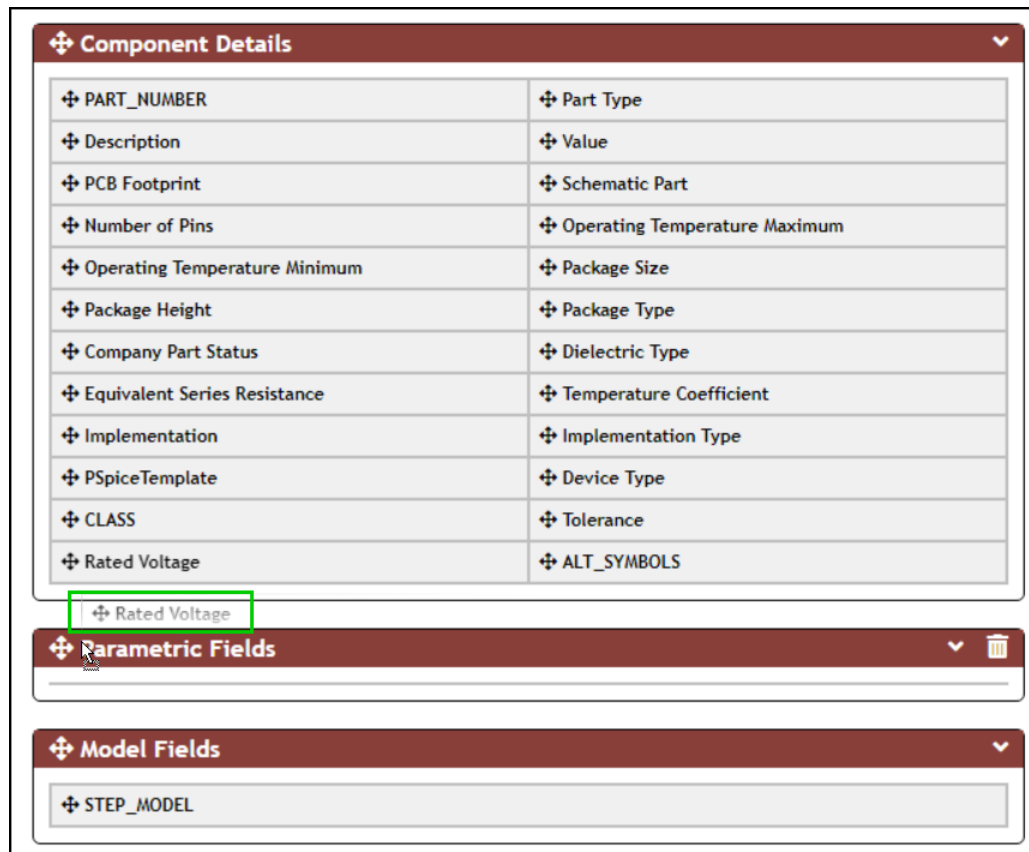 Component Details
PART_NUMBER Part Type
Description Value
PCB Footprint Schematic Part
Number of Pins Operating Temperature Maximum
Operating Temperature Minimum Package Size
Package Height Package Type
Company Part Status Dielectric Type
Equivalent Series Resistance Temperature Coefficient
Implementation Implementation Type
PSpiceTemplate Device Type
CLASS Tolerance
Rated Voltage ALT_SYMBOLS
Rated Voltage
Parametric Fields
Model Fields
STEP_MODEL